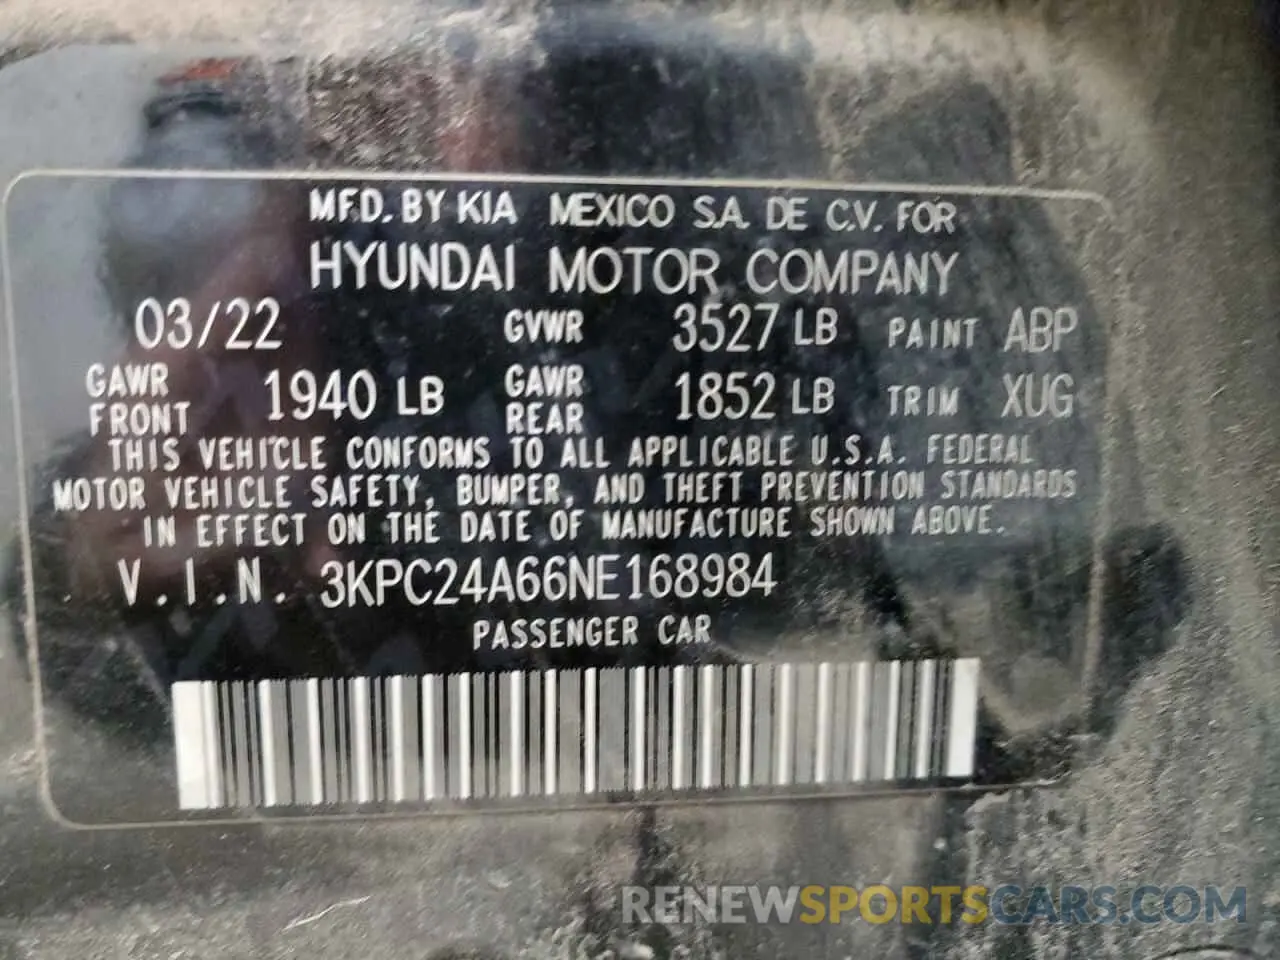 MFD. BY KIA MEXICO S.A. DE C.V. FOR
HYUNDAI MOTOR COMPANY
03/22 GVWR 3527 LB PAINT ABP
GAWR FRONT 1940 LB GAWR REAR 1852 LB TRIM XUG
THIS VEHICLE CONFORMS TO ALL APPLICABLE U.S.A. FEDERAL
MOTOR VEHICLE SAFETY, BUMPER, AND THEFT PREVENTION STANDARDS
IN EFFECT ON THE DATE OF MANUFACTURE SHOWN ABOVE.
V.I.N. 3KPC24A66NE168984
PASSENGER CAR
RENEWSPORTSCARS.COM